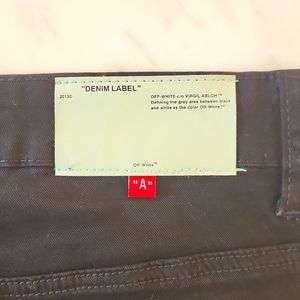 "DENIM LABEL"
2013C
OFF-WHITE c/o VIRGIL ABLOH™
Defining the grey area between black
and white as the color Off-White™
Off-White™
"A"